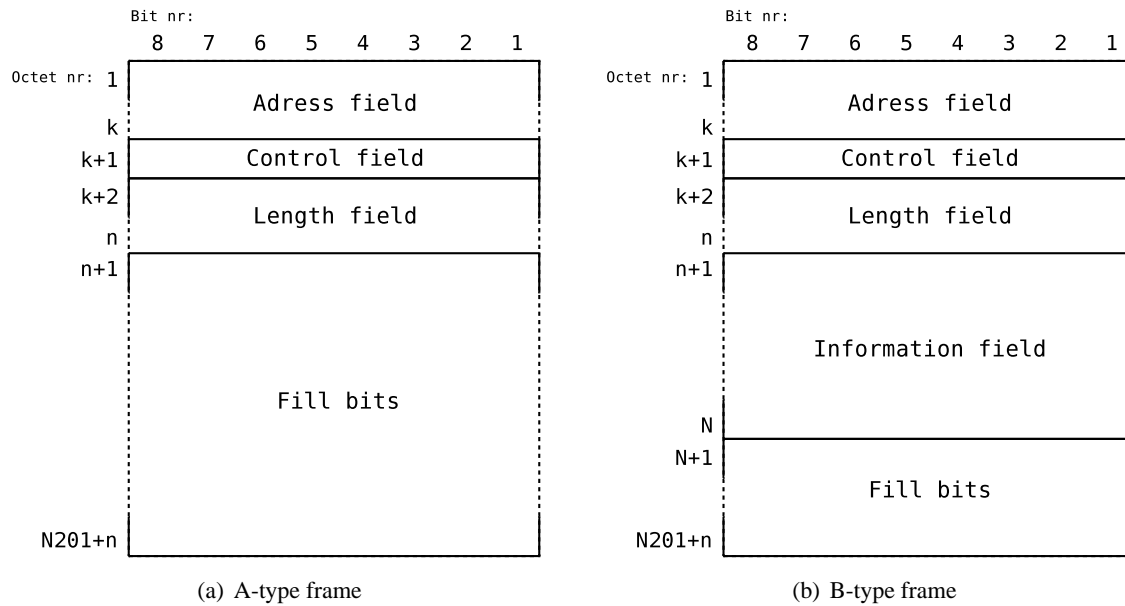 Bit nr:
8 7 6 5 4 3 2 1
Octet nr: 1
Adress field
k
k+1 Control field
k+2
Length field
n
n+1
Fill bits
N201+n
(a) A-type frame
Bit nr:
8 7 6 5 4 3 2 1
Octet nr: 1
Adress field
k
k+1 Control field
k+2
Length field
n
n+1
Information field
N
N+1
Fill bits
N201+n
(b) B-type frame